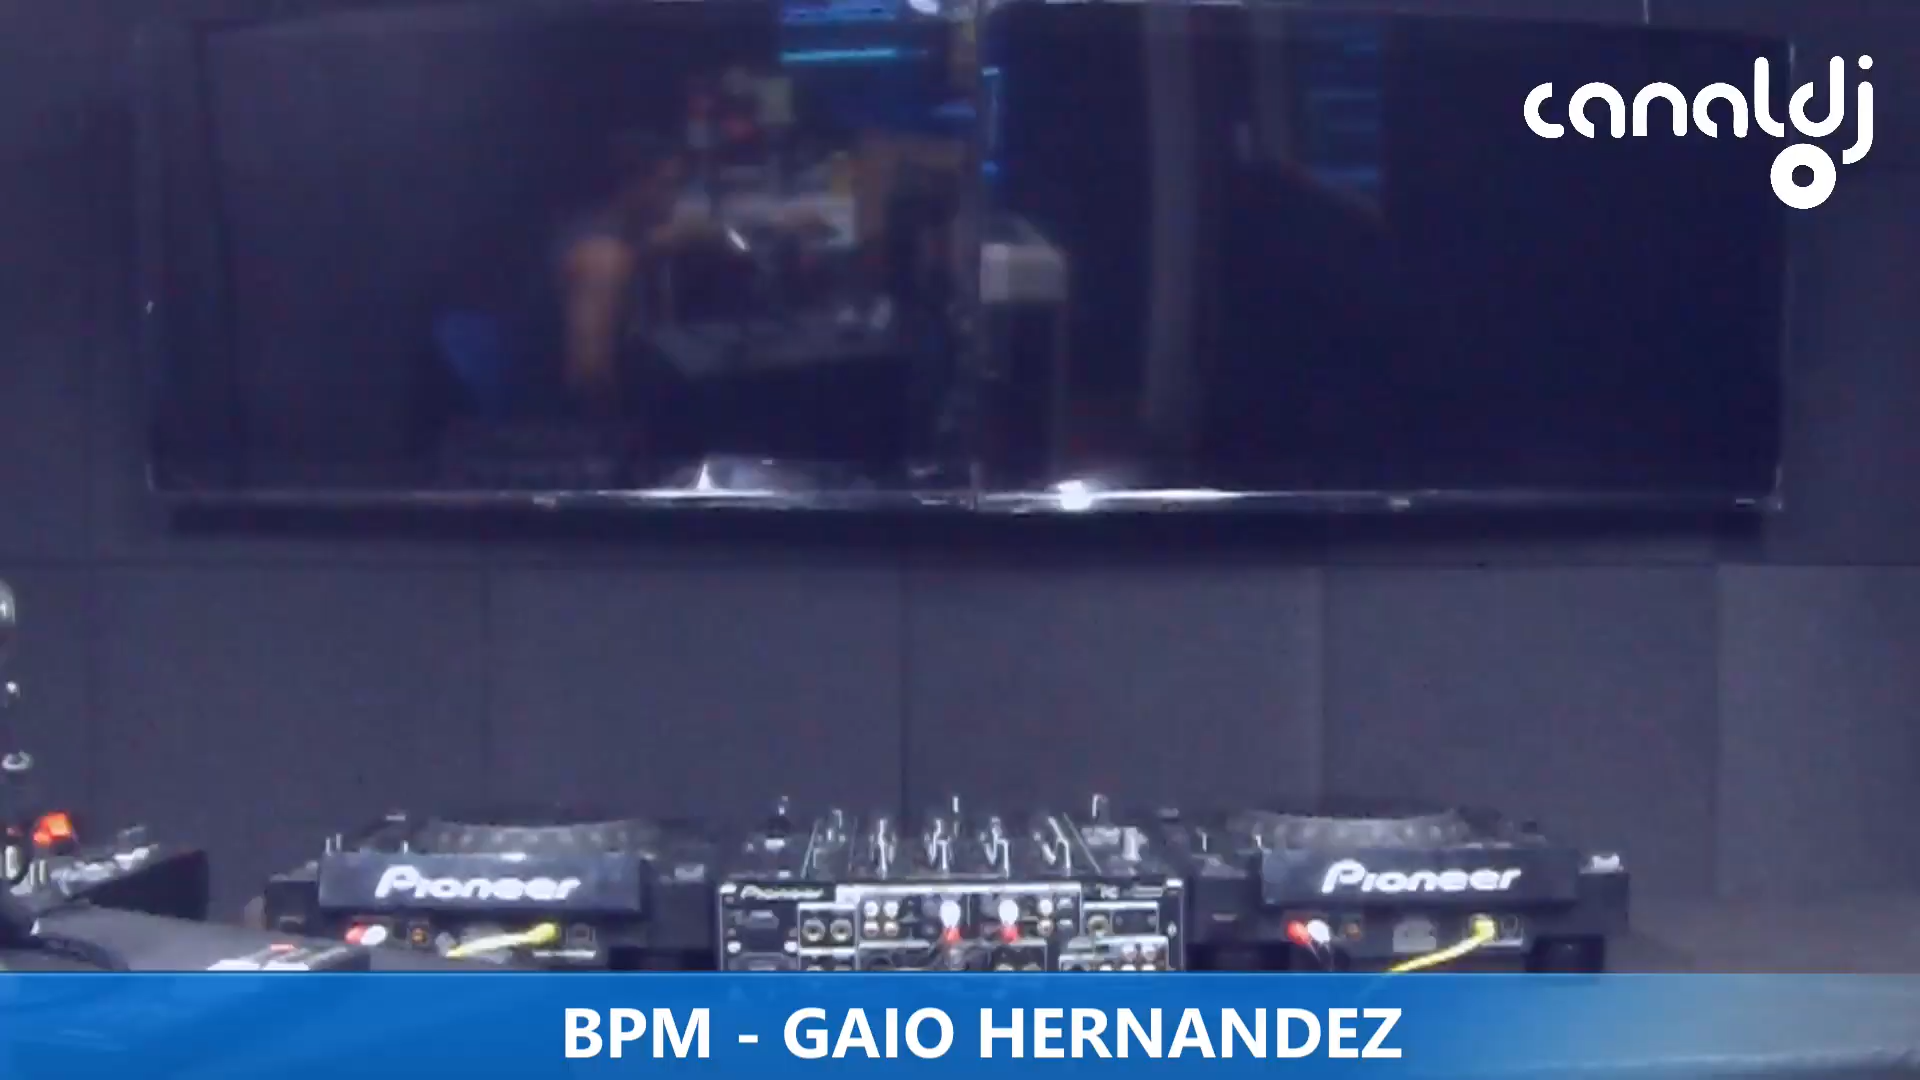 canaldj
Pioneer
Pioneer
Pioneer
BPM - GAIO HERNANDEZ